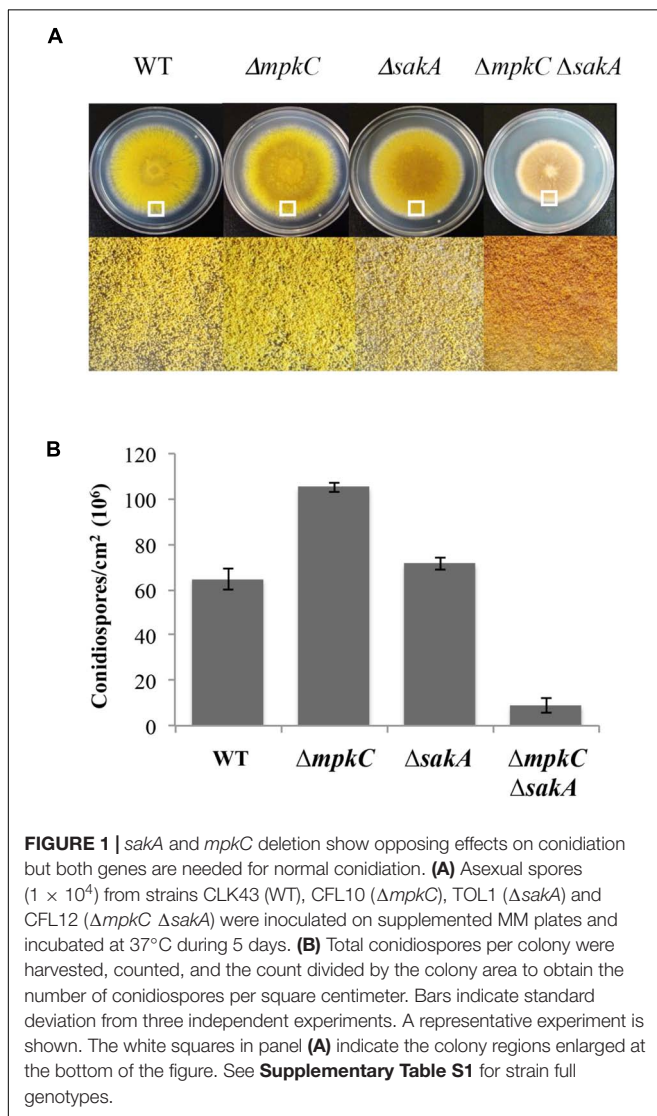 A
WT ΔmpkC ΔsakA ΔmpkC ΔsakA
B
Conidiospores/cm² (10⁶)
120
100
80
60
40
20
0
WT ΔmpkC ΔsakA ΔmpkC
ΔsakA
FIGURE 1 | sakA and mpkC deletion show opposing effects on conidiation
but both genes are needed for normal conidiation. (A) Asexual spores
(1 × 10⁴) from strains CLK43 (WT), CFL10 (ΔmpkC), TOL1 (ΔsakA) and
CFL12 (ΔmpkC ΔsakA) were inoculated on supplemented MM plates and
incubated at 37°C during 5 days. (B) Total conidiospores per colony were
harvested, counted, and the count divided by the colony area to obtain the
number of conidiospores per square centimeter. Bars indicate standard
deviation from three independent experiments. A representative experiment is
shown. The white squares in panel (A) indicate the colony regions enlarged at
the bottom of the figure. See Supplementary Table S1 for strain full
genotypes.